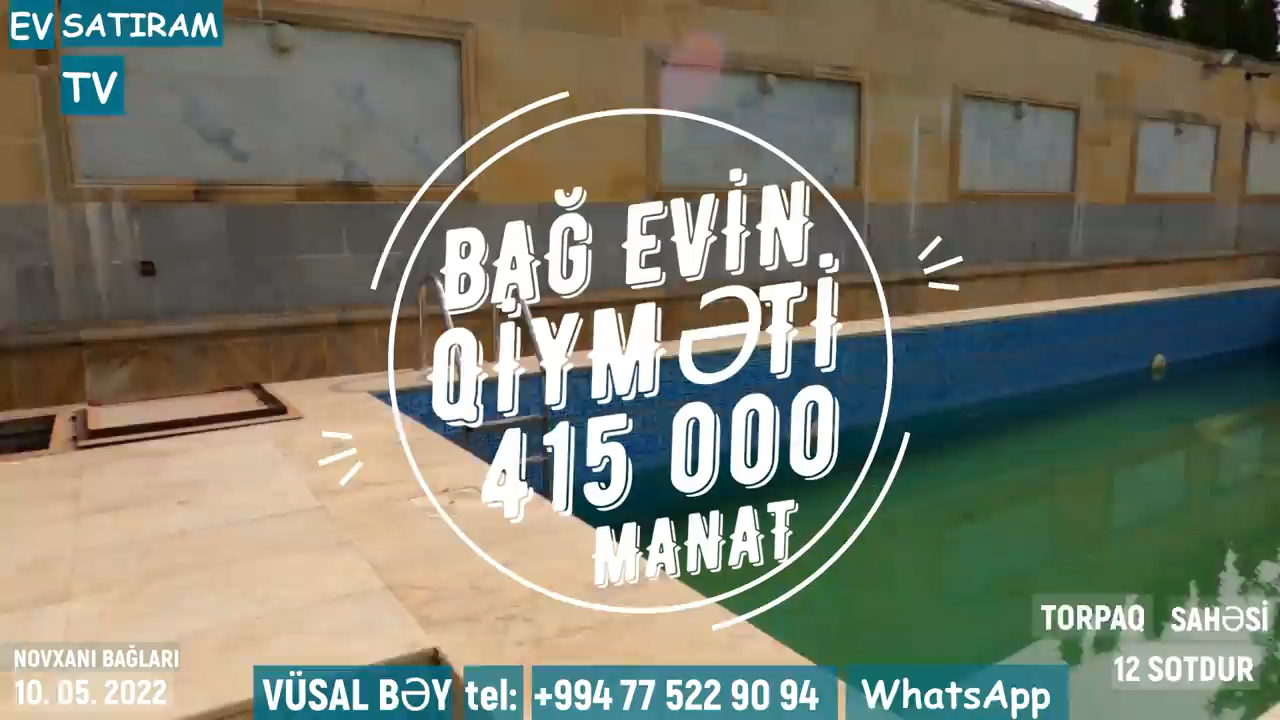 EV SATIRAM
TV
BAĞ EVİN
QİYMƏTİ
415 000
MANAT
TORPAQ SAHƏSİ
12 SOTDUR
NOVXANI BAĞLARI
10. 05. 2022
VÜSAL BƏY tel: +994 77 522 90 94 WhatsApp